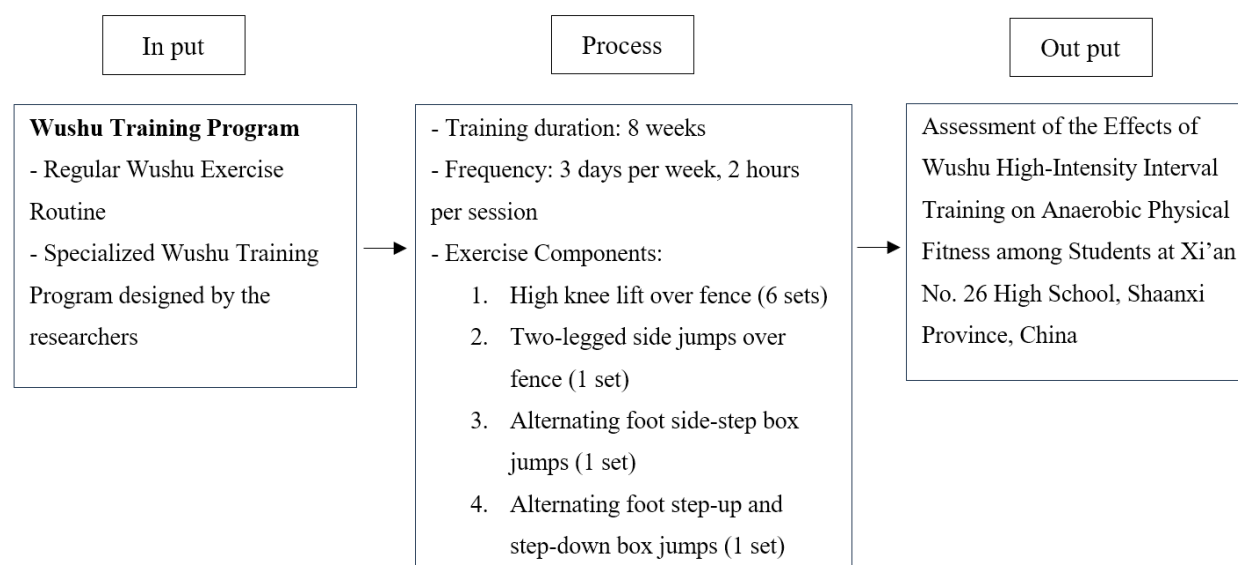 In put
Process
Out put
Wushu Training Program
- Regular Wushu Exercise
Routine
- Specialized Wushu Training
Program designed by the
researchers
- Training duration: 8 weeks
- Frequency: 3 days per week, 2 hours
per session
- Exercise Components:
1. High knee lift over fence (6 sets)
2. Two-legged side jumps over
fence (1 set)
3. Alternating foot side-step box
jumps (1 set)
4. Alternating foot step-up and
step-down box jumps (1 set)
Assessment of the Effects of
Wushu High-Intensity Interval
Training on Anaerobic Physical
Fitness among Students at Xi’an
No. 26 High School, Shaanxi
Province, China